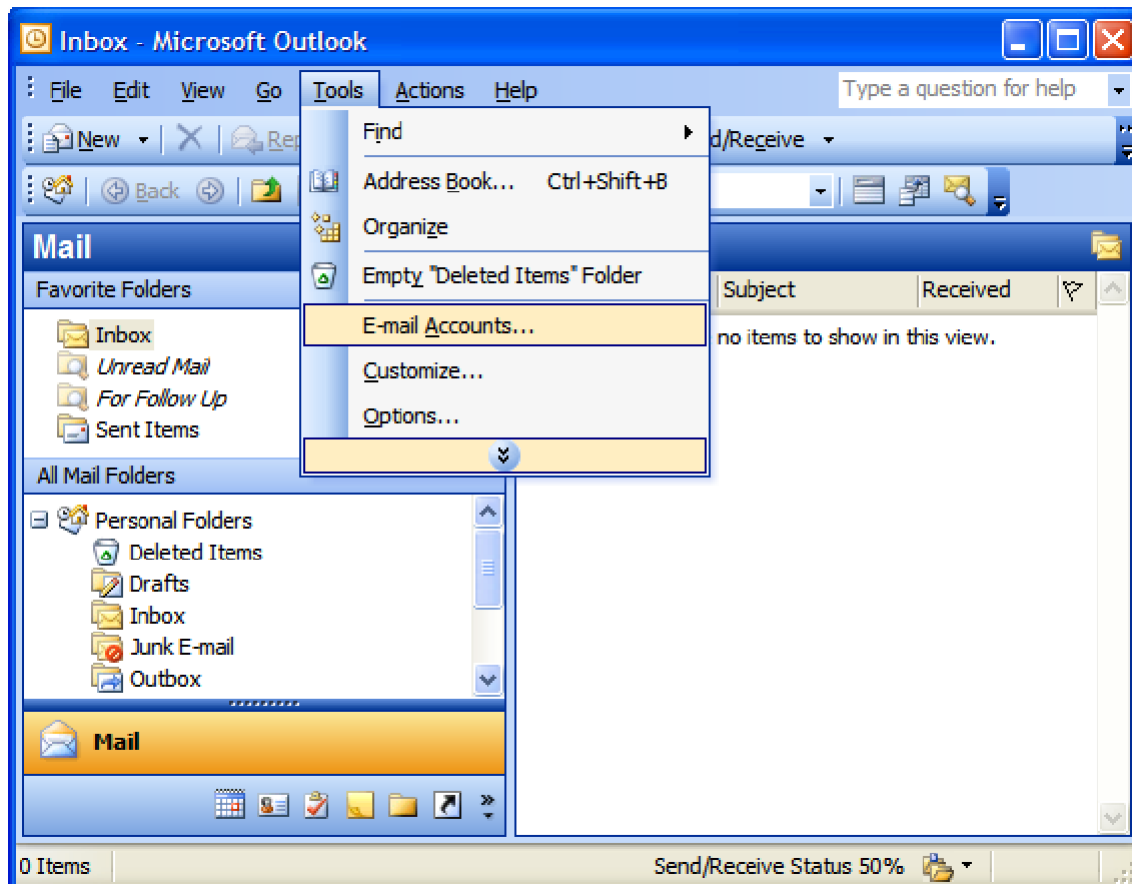 Inbox - Microsoft Outlook
File Edit View Go Tools Actions Help Type a question for help
New d/Receive
Back
Find
Address Book... Ctrl+Shift+B
Organize
Empty "Deleted Items" Folder
E-mail Accounts...
Customize...
Options...
Mail
Favorite Folders
Inbox
Unread Mail
For Follow Up
Sent Items
Subject Received
no items to show in this view.
All Mail Folders
Personal Folders
Deleted Items
Drafts
Inbox
Junk E-mail
Outbox
Mail
0 Items Send/Receive Status 50%